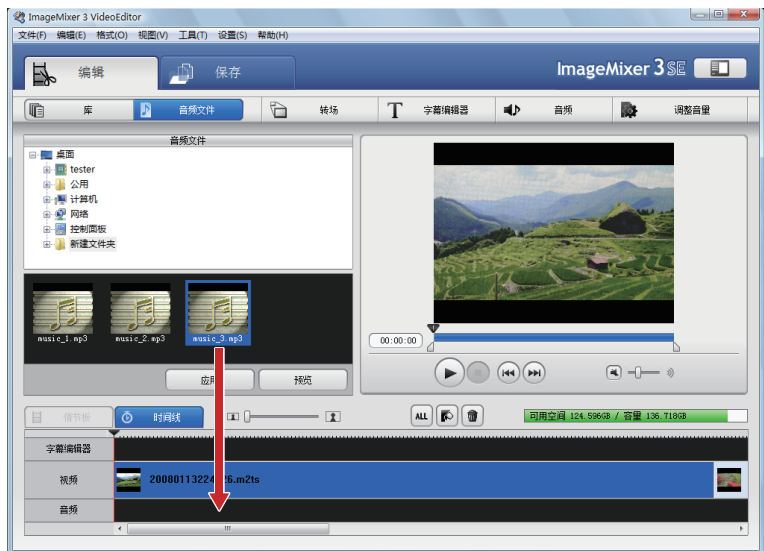 ImageMixer 3 VideoEditor
文件(F) 编辑(E) 格式(O) 视图(V) 工具(T) 设置(S) 帮助(H)
编辑 保存 ImageMixer 3 SE
库 音频文件 转场 T 字幕编辑器 音频 调整音量
音频文件
桌面
tester
公用
计算机
网络
控制面板
新建文件夹
music_1.mp3 music_2.mp3 music_3.mp3
00:00:00
预览
情节板 时间线 ALL 可用空间 124.596GB / 容量 136.718GB
字幕编辑器
视频
音频